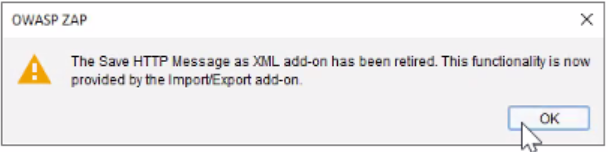 OWASP ZAP
The Save HTTP Message as XML add-on has been retired. This functionality is now
provided by the Import/Export add-on.
OK